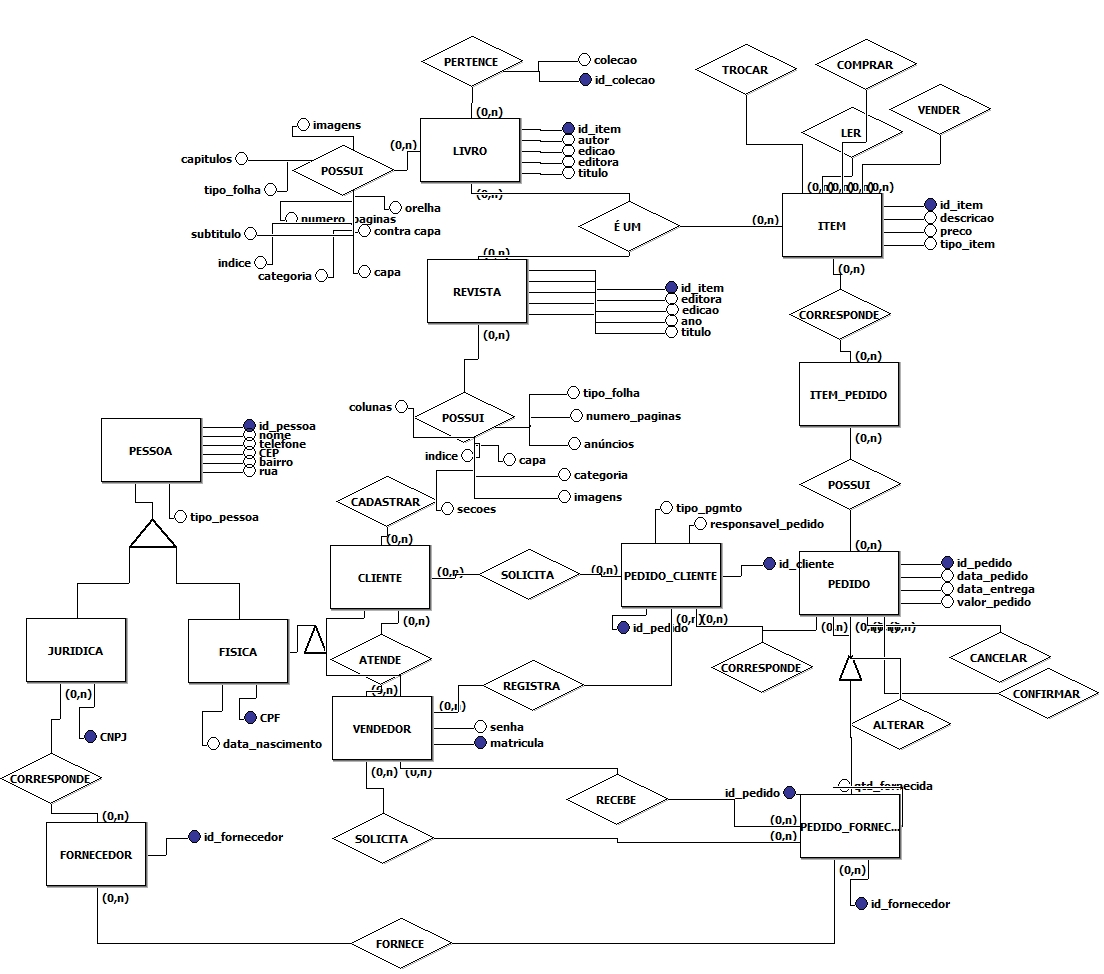 PERTENCE
colecao
id_colecao
TROCAR
COMPRAR
VENDER
LER
(0,n)
imagens
capitulos
POSSUI
tipo_folha
(0,n)
LIVRO
id_item
autor
edicao
editora
titulo
orelha
numero_paginas
subtitulo
contra capa
indice
categoria
capa
(0,n)
É UM
(0,n)
ITEM
id_item
descricao
preco
tipo_item
(0,n)
(0,n)
REVISTA
id_item
editora
edicao
ano
titulo
(0,n)
CORRESPONDE
(0,n)
ITEM_PEDIDO
(0,n)
colunas
POSSUI
tipo_folha
numero_paginas
anúncios
indice
capa
categoria
imagens
secoes
PESSOA
id_pessoa
nome
telefone
CEP
bairro
rua
tipo_pessoa
CADASTRAR
(0,n)
CLIENTE
(0,n)
SOLICITA
(0,n)
tipo_pgmto
responsavel_pedido
PEDIDO_CLIENTE
id_cliente
id_pedido
(0,n)
POSSUI
(0,n)
PEDIDO
id_pedido
data_pedido
data_entrega
valor_pedido
(0,n)
(0,n)
CORRESPONDE
CANCELAR
CONFIRMAR
ALTERAR
JURIDICA
(0,n)
CNPJ
FISICA
CPF
data_nascimento
(0,n)
ATENDE
(0,n)
REGISTRA
(0,n)
VENDEDOR
senha
matricula
(0,n)
(0,n)
CORRESPONDE
(0,n)
FORNECEDOR
id_fornecedor
(0,n)
RECEBE
SOLICITA
id_pedido
qtd_fornecida
(0,n)
(0,n)
PEDIDO_FORNEC...
(0,n)
id_fornecedor
FORNECE